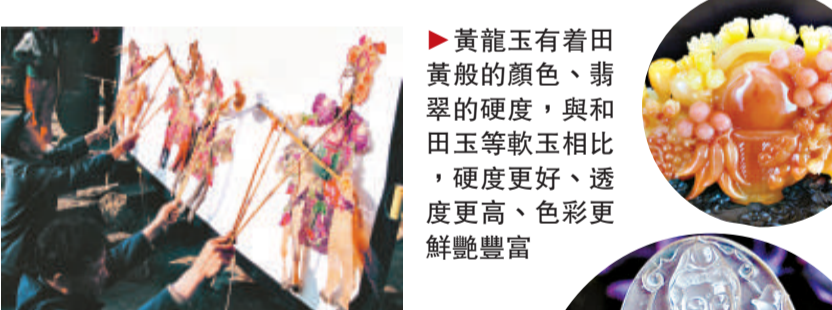 ▶黃龍玉有着田
黃般的顏色、翡
翠的硬度，與和
田玉等軟玉相比
，硬度更好、透
度更高、色彩更
鮮艷豐富